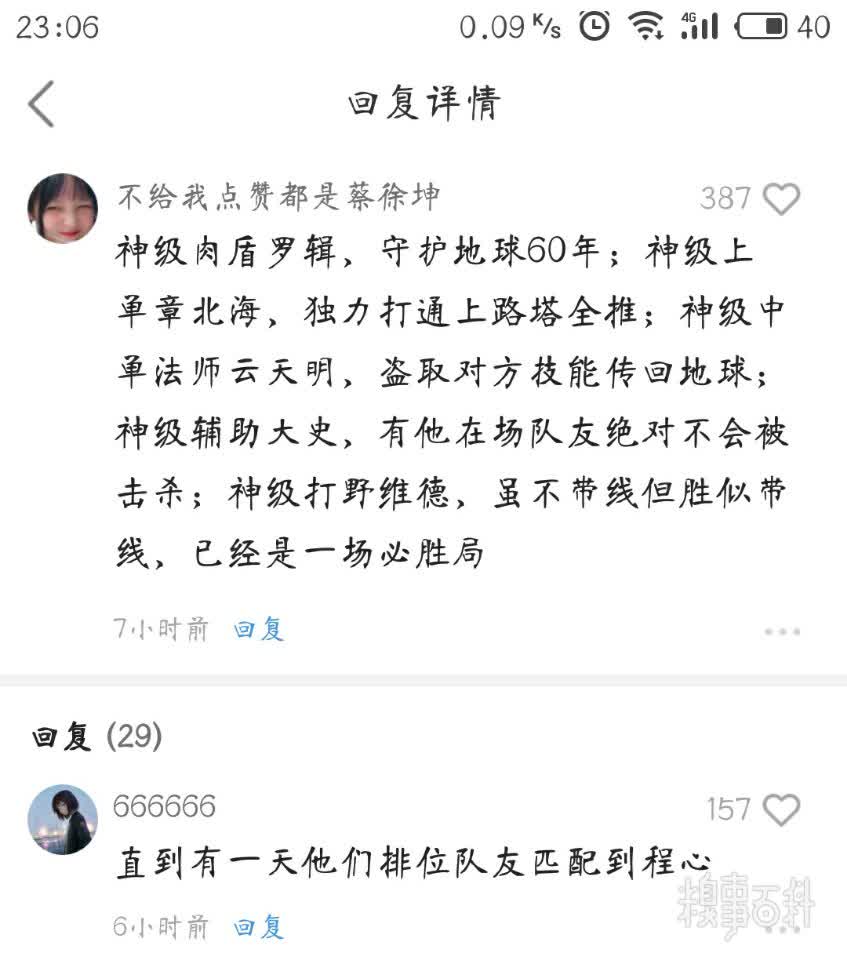 23:06
0.09 K/s
4G
40
回复详情
不给我点赞都是蔡徐坤
387
神级肉盾罗辑，守护地球60年；神级上
单章北海，独力打通上路塔全推；神级中
单法师云天明，盗取对方技能传回地球；
神级辅助大史，有他在场队友绝对不会被
击杀；神级打野维德，虽不带线但胜似带
线，已经是一场必胜局
7小时前 回复
回复 (29)
666666
157
直到有一天他们排位队友匹配到程心
糗事百科
6小时前 回复